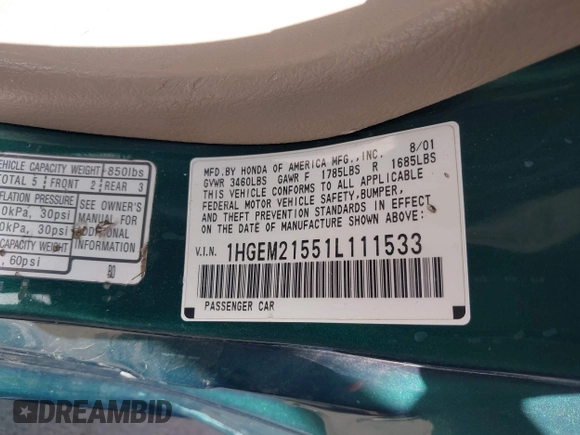 VEHICLE CAPACITY WEIGHT 850lbs
TOTAL 5 FRONT 2 REAR 3
INFLATION PRESSURE
0kPa, 30psi
0kPa, 30psi
CAPACITY WEIGHT
, 60psi
SEE OWNER'S
MANUAL FOR
ADDITIONAL
INFORMATION
MFD.BY HONDA OF AMERICA MFG.,INC. 8/01
GVWR 3460LBS GAWR F 1785LBS R 1685LBS
THIS VEHICLE CONFORMS TO ALL APPLICABLE
FEDERAL MOTOR VEHICLE SAFETY,BUMPER,
AND THEFT PREVENTION STANDARDS IN EFFECT
ON THE DATE OF MANUFACTURE SHOWN ABOVE:
V.I.N. 1HGEM21551L111533
PASSENGER CAR
DREAMBID